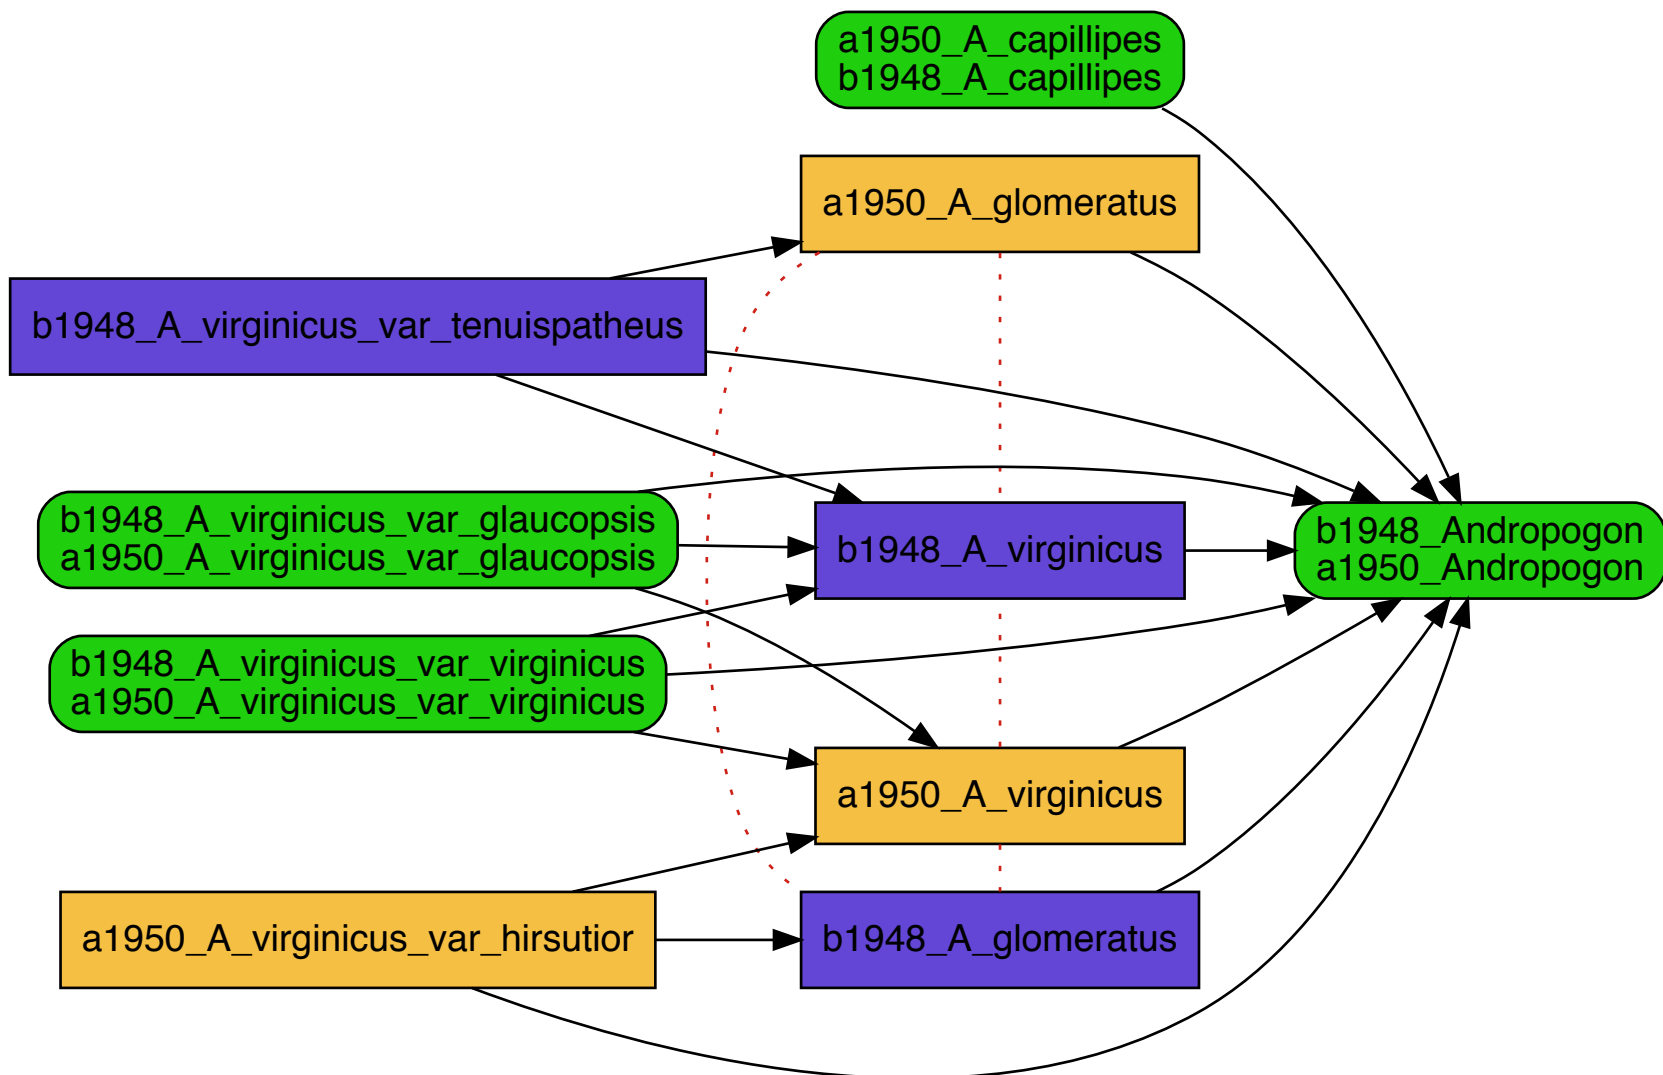 a1950_A_capillipes
b1948_A_capillipes
a1950_A_glomeratus
b1948_A_virginicus_var_tenuispatheus
b1948_A_virginicus_var_glaucopsis
a1950_A_virginicus_var_glaucopsis
b1948_A_virginicus
b1948_Andropogon
a1950_Andropogon
b1948_A_virginicus_var_virginicus
a1950_A_virginicus_var_virginicus
a1950_A_virginicus
a1950_A_virginicus_var_hirsutior
b1948_A_glomeratus